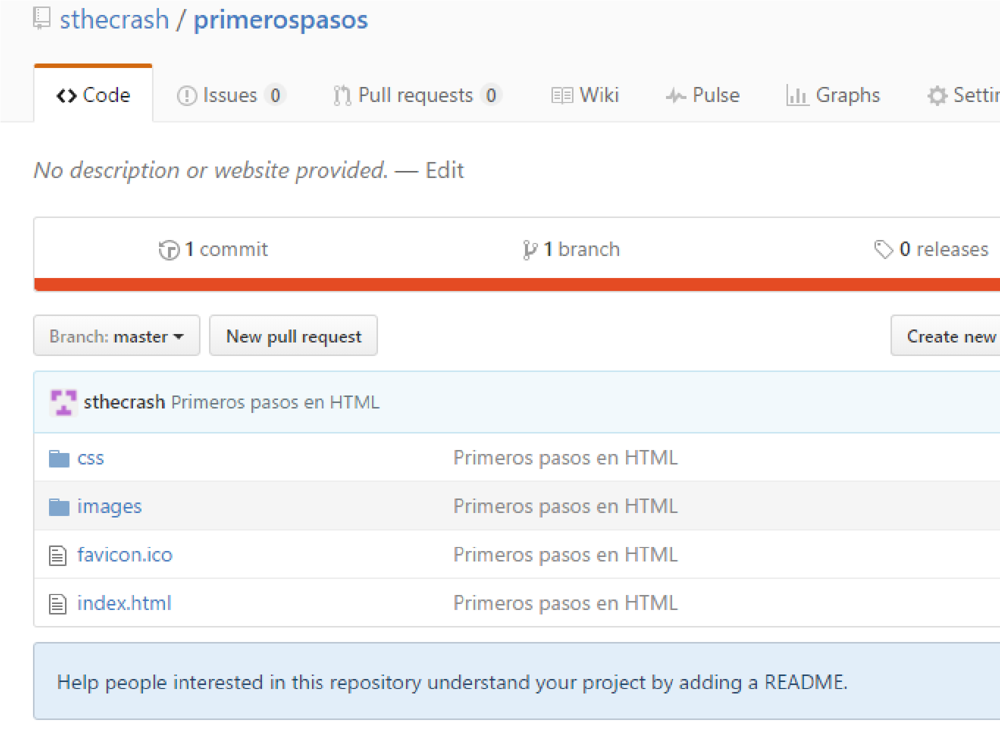 sthecrash / primerospasos
Code Issues 0 Pull requests 0 Wiki Pulse Graphs
No description or website provided. — Edit
1 commit 1 branch 0 releases
Branch: master New pull request Create new
sthecrash Primeros pasos en HTML
css Primeros pasos en HTML
images Primeros pasos en HTML
favicon.ico Primeros pasos en HTML
index.html Primeros pasos en HTML
Help people interested in this repository understand your project by adding a README.